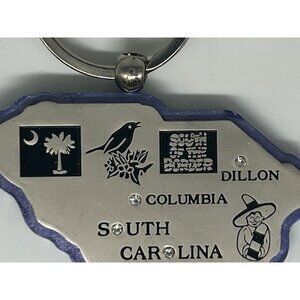 SOUTH
OF THE
BORDER
DILLON
COLUMBIA
SOUTH
CAROLINA